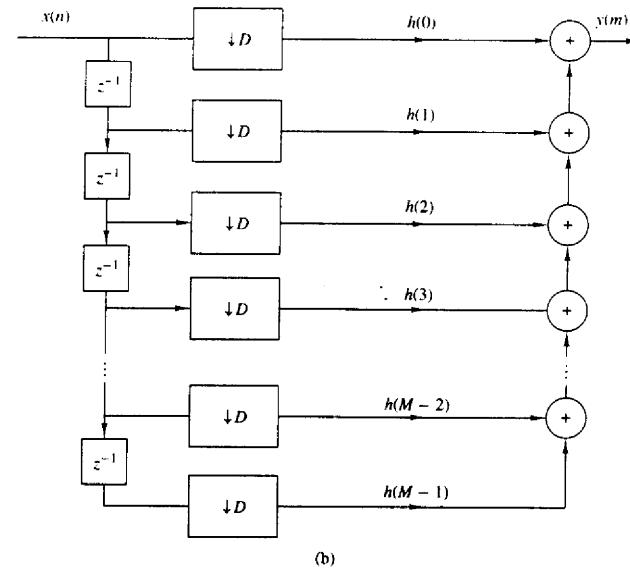 x(n)
↓D
h(0)
+
y(m)
z⁻¹
↓D
h(1)
+
z⁻¹
↓D
h(2)
+
z⁻¹
↓D
h(3)
+
↓D
h(M − 2)
+
z⁻¹
↓D
h(M − 1)
(b)